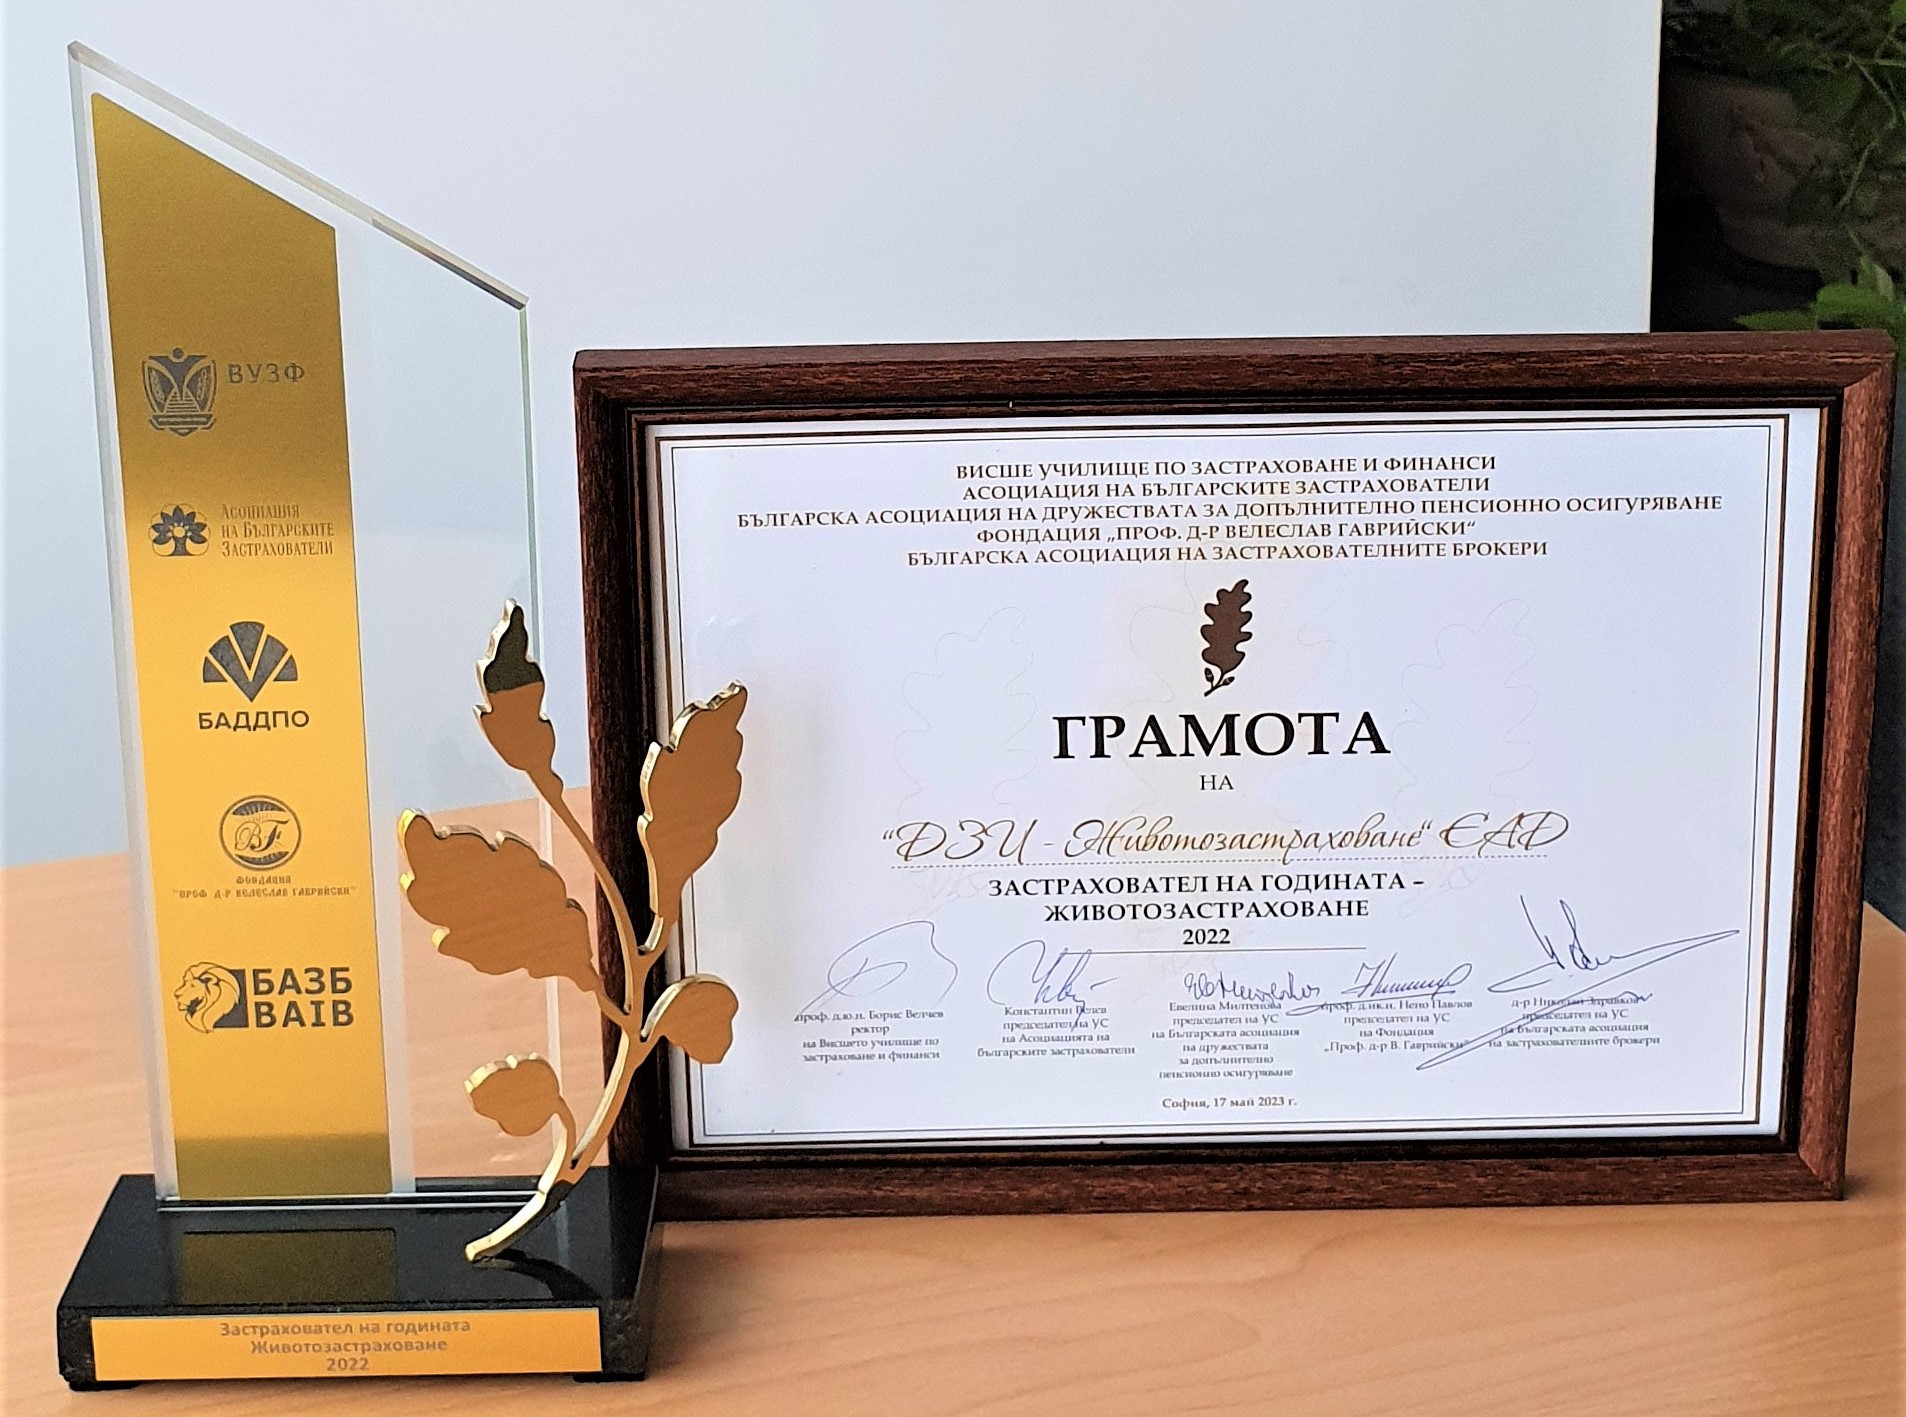 ВУЗФ
Асоциация
на Българските
Застрахователи
БАДДПО
ФОНДАЦИЯ
"ПРОФ. Д-Р ВЕЛЕСЛАВ ГАВРИЙСКИ"
БАЗБ
BAIB
Застраховател на годината
Животозастраховане
2022
ВИСШЕ УЧИЛИЩЕ ПО ЗАСТРАХОВАНЕ И ФИНАНСИ
АСОЦИАЦИЯ НА БЪЛГАРСКИТЕ ЗАСТРАХОВАТЕЛИ
БЪЛГАРСКА АСОЦИАЦИЯ НА ДРУЖЕСТВАТА ЗА ДОПЪЛНИТЕЛНО ПЕНСИОННО ОСИГУРЯВАНЕ
ФОНДАЦИЯ „ПРОФ. Д-Р ВЕЛЕСЛАВ ГАВРИЙСКИ“
БЪЛГАРСКА АСОЦИАЦИЯ НА ЗАСТРАХОВАТЕЛНИТЕ БРОКЕРИ
ГРАМОТА
НА
“ДЗИ - Животозастраховане“ ЕАД
ЗАСТРАХОВАТЕЛ НА ГОДИНАТА –
ЖИВОТОЗАСТРАХОВАНЕ
2022
проф. д.ю.н. Борис Велчев
ректор
на Висшето училище по
застраховане и финанси
Константин Велев
председател на УС
на Асоциацията на
българските застрахователи
Евелина Милтенова
председател на УС
на Българската асоциация
на дружествата
за допълнително
пенсионно осигуряване
проф. д.ик.н. Нено Павлов
председател на УС
на Фондация
„Проф. д-р В. Гаврийски“
д-р Николай Здравков
председател на УС
на Българската асоциация
на застрахователните брокери
София, 17 май 2023 г.